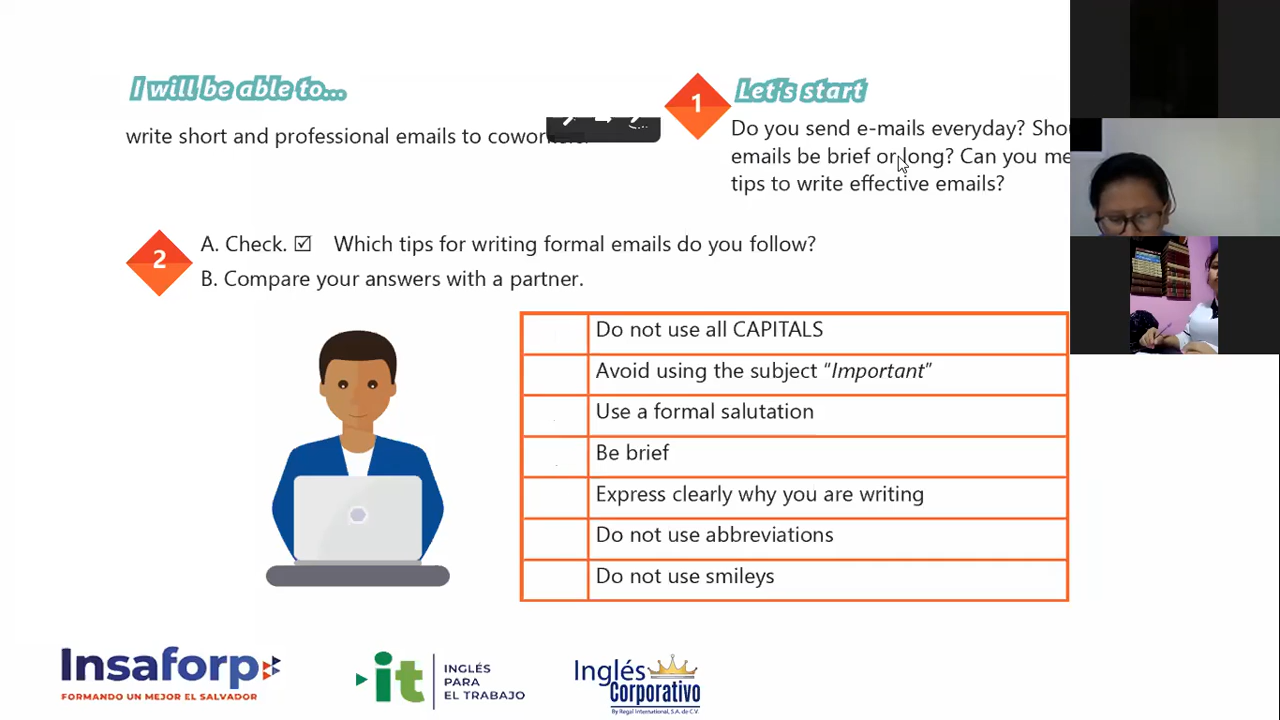 I will be able to...
write short and professional emails to
1
Let's start
Do you send e-mails everyday?
emails be brief or long? Can you
tips to write effective emails?
2
A. Check. ☑ Which tips for writing formal emails do you follow?
B. Compare your answers with a partner.
Do not use all CAPITALS
Avoid using the subject “Important”
Use a formal salutation
Be brief
Express clearly why you are writing
Do not use abbreviations
Do not use smileys
Insaforp
FORMANDO UN MEJOR EL SALVADOR
it
INGLÉS
PARA
EL TRABAJO
Inglés
Corporativo
By Regal International, S.A. de C.V.